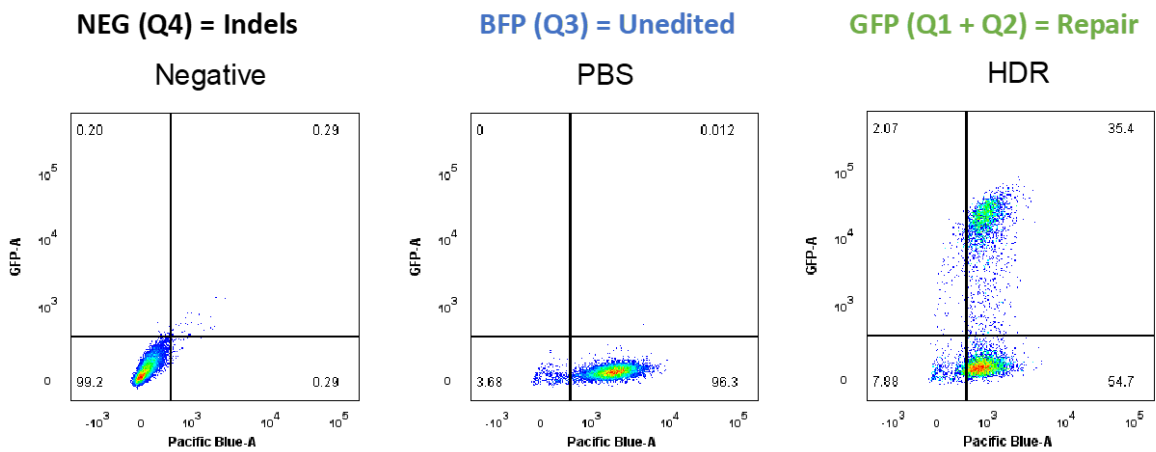 NEG (Q4) = Indels
Negative
0.20 0.29
10^5
10^4
10^3
0
99.2 0.29
-10^3 0 10^3 10^4 10^5
GFP-A
Pacific Blue-A
BFP (Q3) = Unedited
PBS
0 0.012
10^5
10^4
10^3
0
3.68 96.3
-10^3 0 10^3 10^4 10^5
GFP-A
Pacific Blue-A
GFP (Q1 + Q2) = Repair
HDR
2.07 35.4
10^5
10^4
10^3
0
7.88 54.7
-10^3 0 10^3 10^4 10^5
GFP-A
Pacific Blue-A